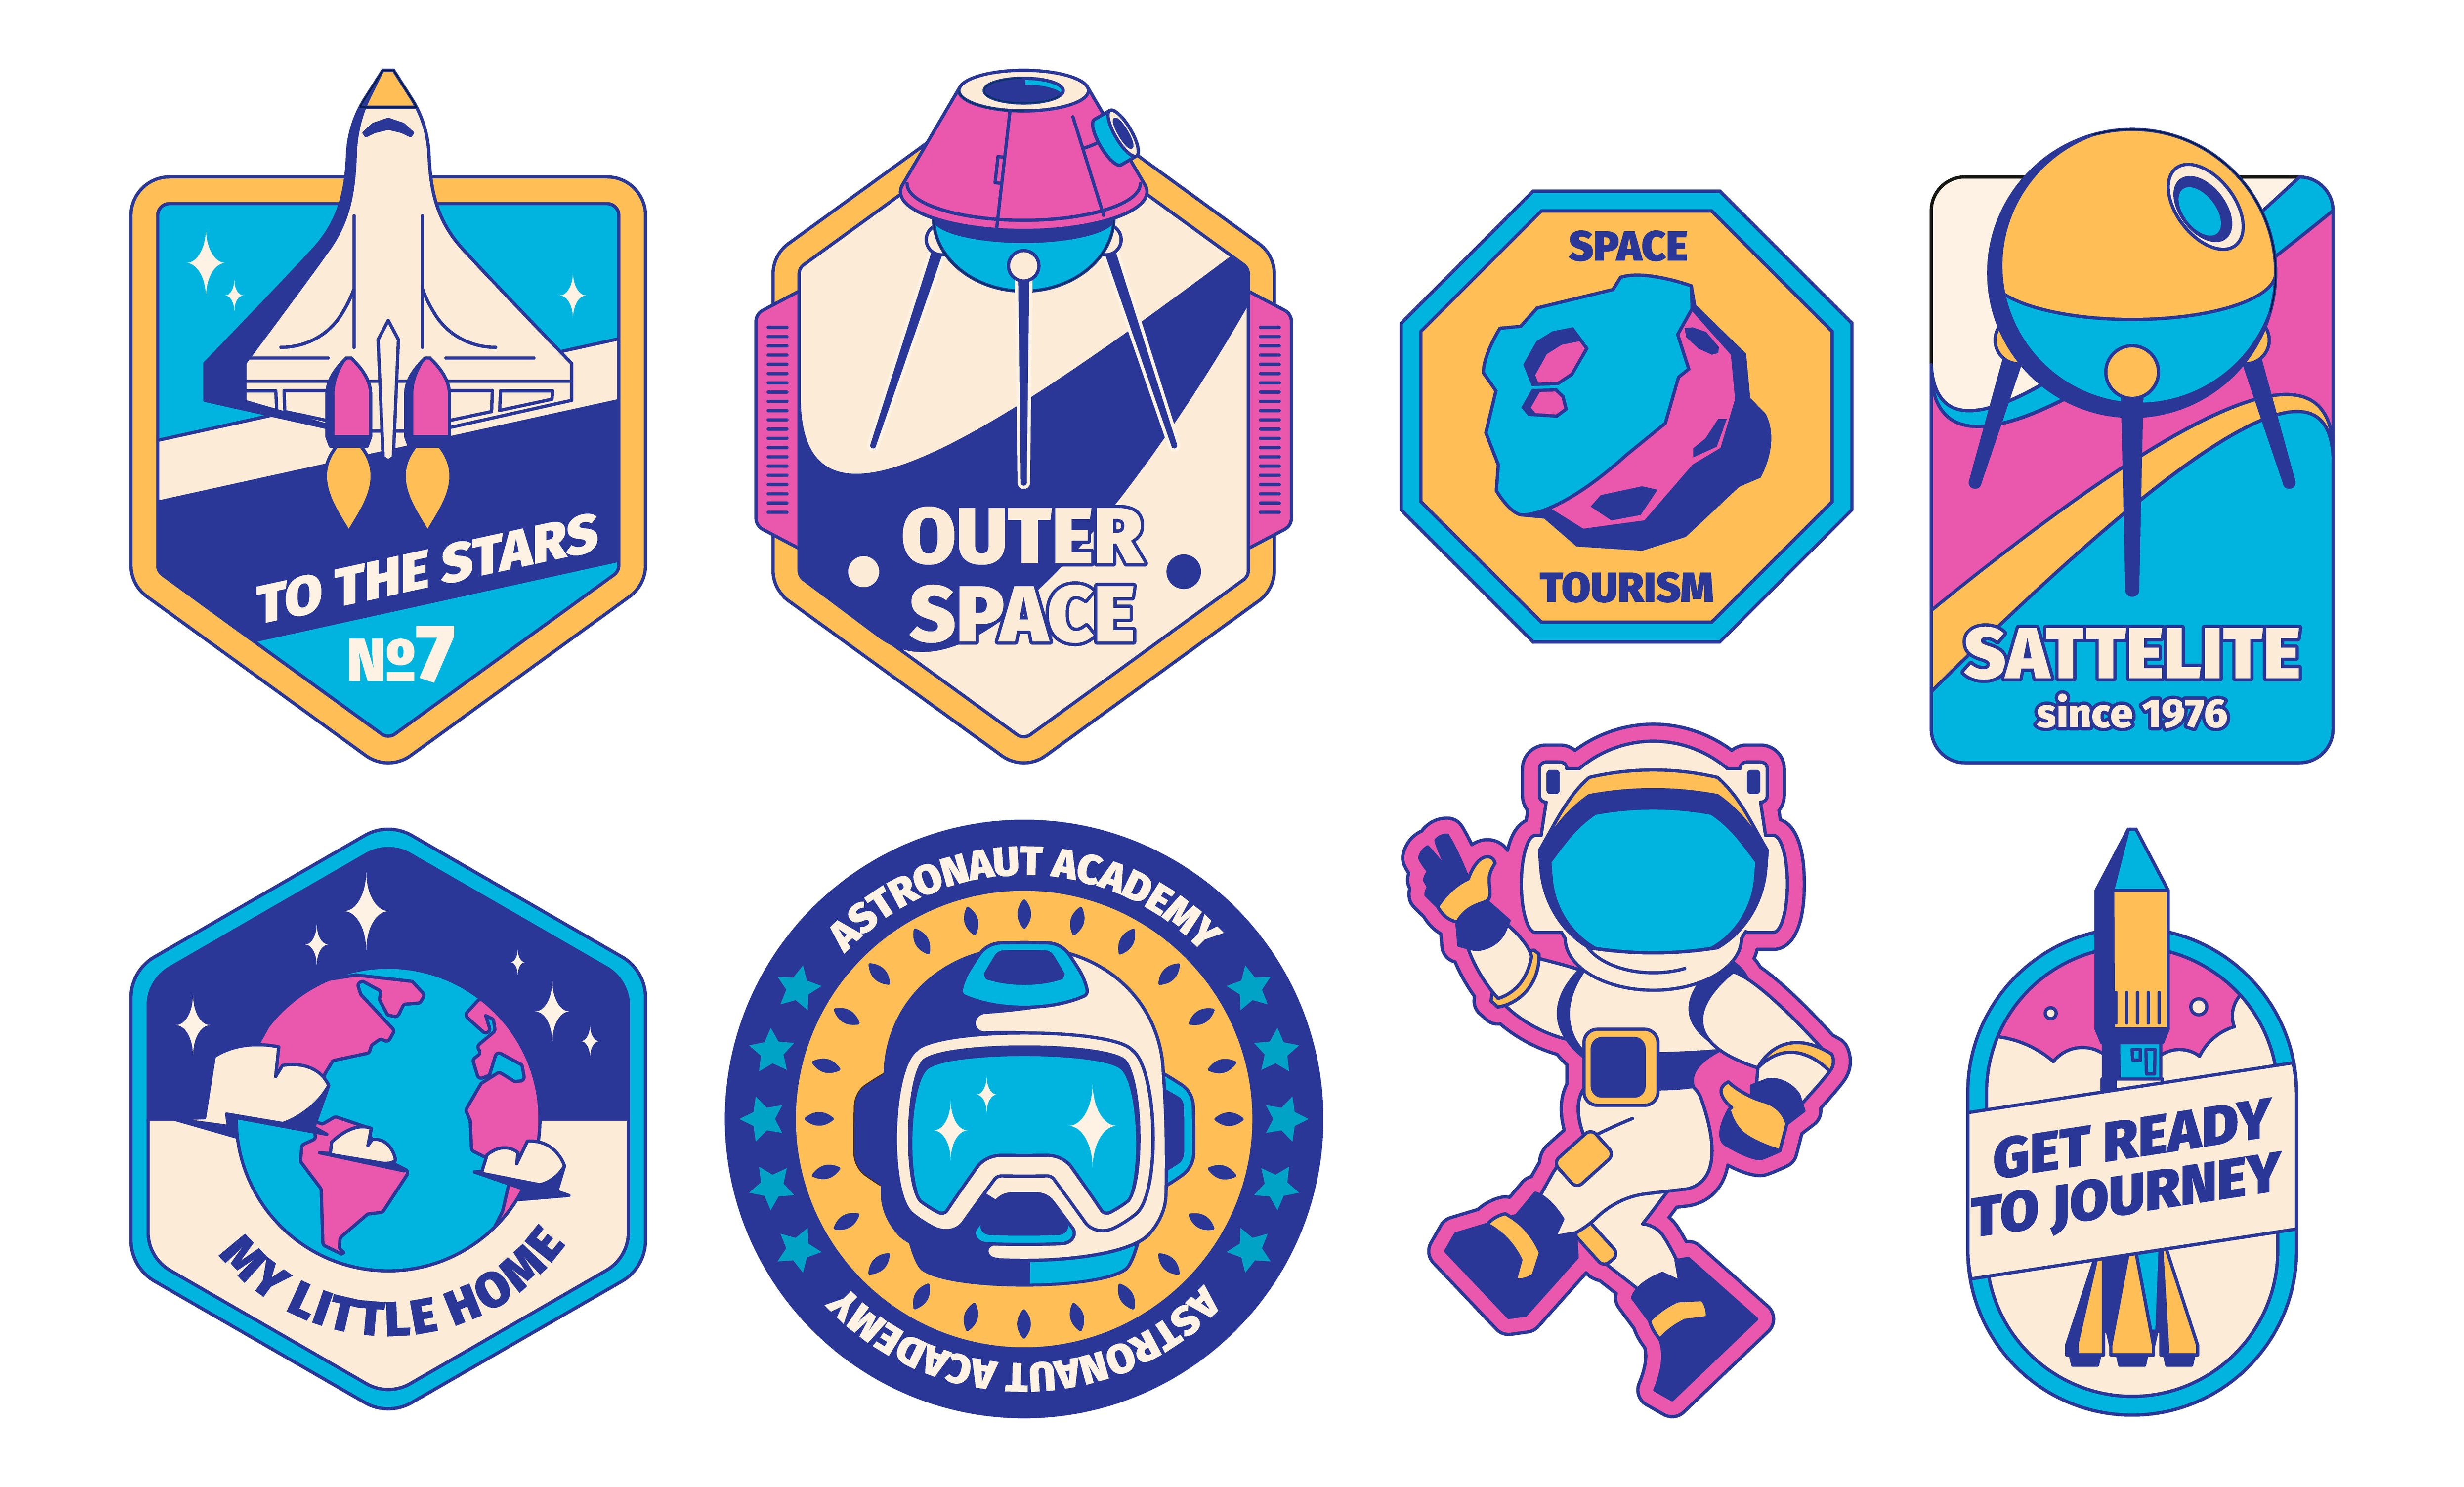 TO THE STARS
Nº7
OUTER
SPACE
SPACE
TOURISM
SATTELITE
since 1976
MY LITTLE HOME
ASTRONAUT ACADEMY
ASTRONAUT ACADEMY
GET READY
TO JOURNEY